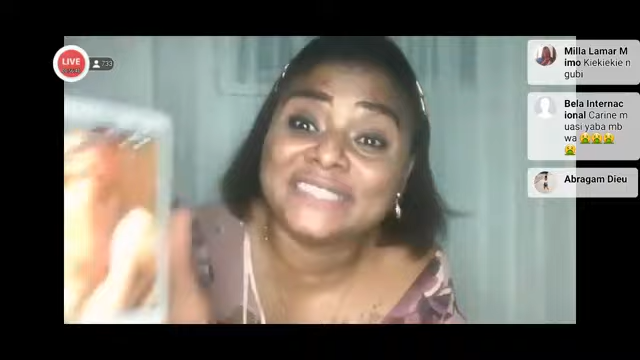 LIVE
733
Milla Lamar M
imo Kiekiekie n
gubi
Bela Internac
ional Carine m
uasi yaba mb
wa 🤮🤮🤮
🤮
Abragam Dieu